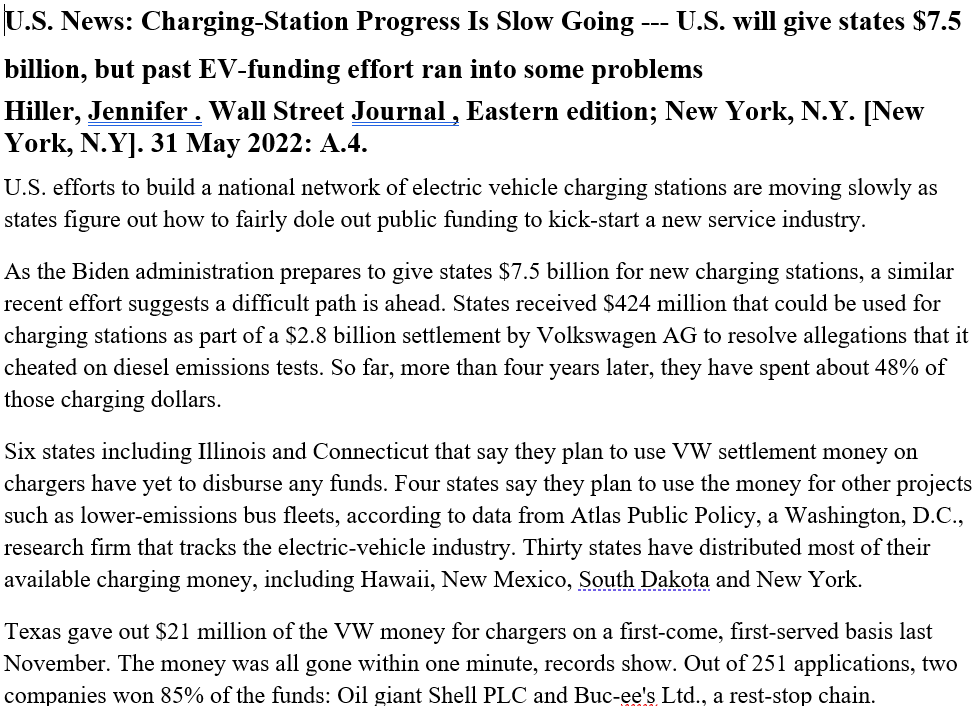 U.S. News: Charging-Station Progress Is Slow Going --- U.S. will give states $7.5
billion, but past EV-funding effort ran into some problems
Hiller, Jennifer . Wall Street Journal , Eastern edition; New York, N.Y. [New
York, N.Y]. 31 May 2022: A.4.
U.S. efforts to build a national network of electric vehicle charging stations are moving slowly as
states figure out how to fairly dole out public funding to kick-start a new service industry.
As the Biden administration prepares to give states $7.5 billion for new charging stations, a similar
recent effort suggests a difficult path is ahead. States received $424 million that could be used for
charging stations as part of a $2.8 billion settlement by Volkswagen AG to resolve allegations that it
cheated on diesel emissions tests. So far, more than four years later, they have spent about 48% of
those charging dollars.
Six states including Illinois and Connecticut that say they plan to use VW settlement money on
chargers have yet to disburse any funds. Four states say they plan to use the money for other projects
such as lower-emissions bus fleets, according to data from Atlas Public Policy, a Washington, D.C.,
research firm that tracks the electric-vehicle industry. Thirty states have distributed most of their
available charging money, including Hawaii, New Mexico, South Dakota and New York.
Texas gave out $21 million of the VW money for chargers on a first-come, first-served basis last
November. The money was all gone within one minute, records show. Out of 251 applications, two
companies won 85% of the funds: Oil giant Shell PLC and Buc-ee's Ltd., a rest-stop chain.